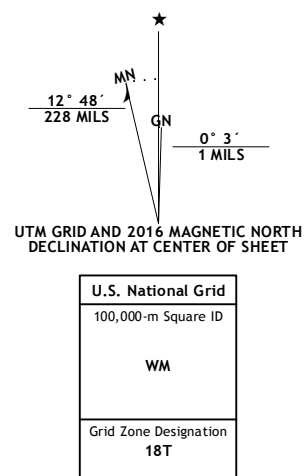 ★
MN
12° 48´
228 MILS
GN
0° 3´
1 MILS
UTM GRID AND 2016 MAGNETIC NORTH
DECLINATION AT CENTER OF SHEET
U.S. National Grid
100,000-m Square ID
WM
Grid Zone Designation
18T